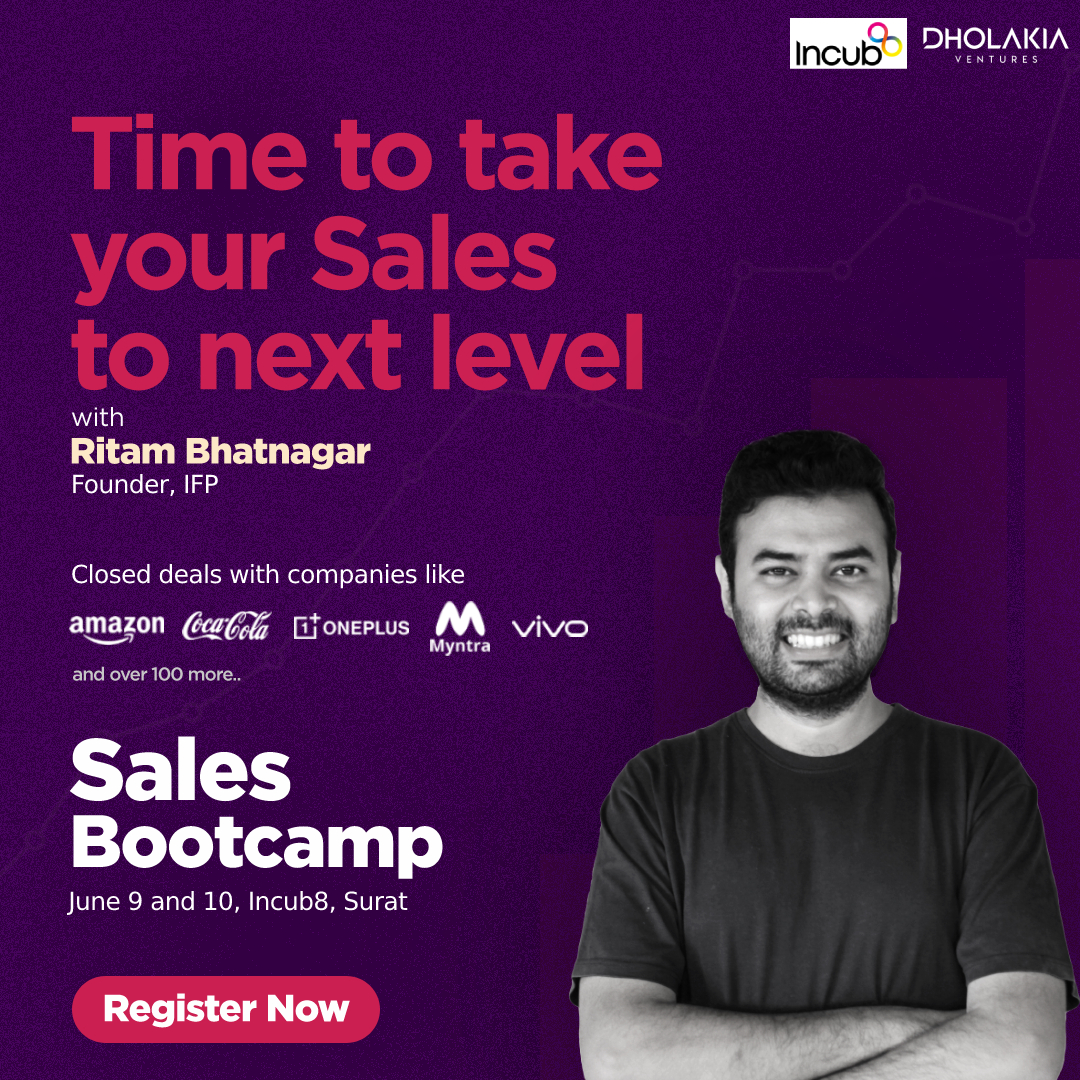 Incub8
DHOLAKIA
VENTURES
Time to take
your Sales
to next level
with
Ritam Bhatnagar
Founder, IFP
Closed deals with companies like
amazon Coca-Cola 1+ ONEPLUS Myntra vivo
and over 100 more..
Sales
Bootcamp
June 9 and 10, Incub8, Surat
Register Now